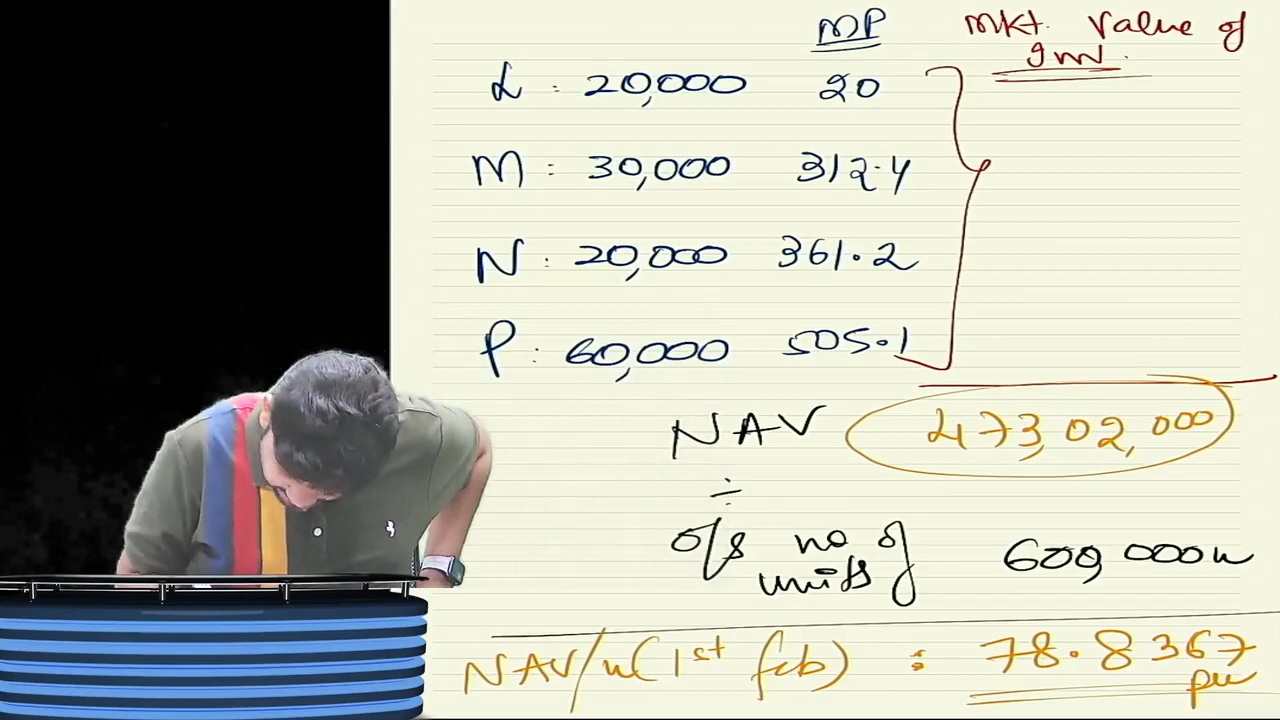 MP
Mkt. Value of
Inv.
L : 20,000 20
M : 30,000 312.4
N : 20,000 361.2
P : 60,000 505.1
NAV 473,02,000
÷
o/s no of units 600,000 u
NAV/u (1st feb) : 78.8367 pu